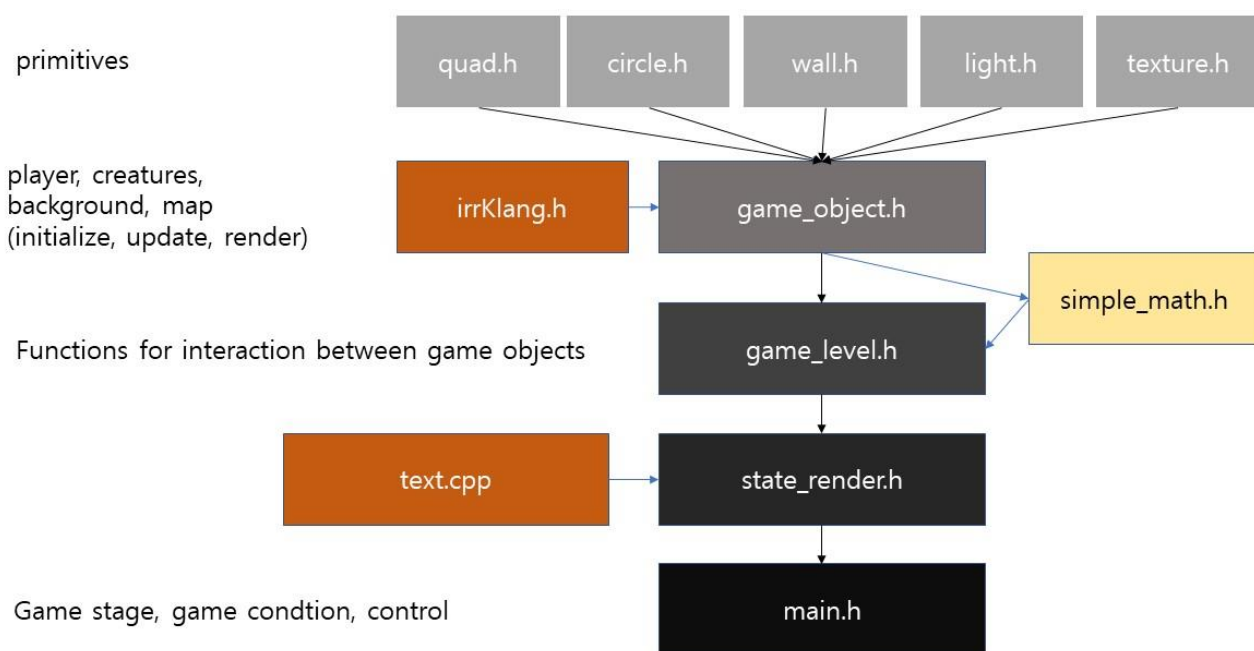 primitives
quad.h
circle.h
wall.h
light.h
texture.h
player, creatures,
background, map
(initialize, update, render)
irrKlang.h
game_object.h
simple_math.h
Functions for interaction between game objects
game_level.h
text.cpp
state_render.h
Game stage, game condtion, control
main.h